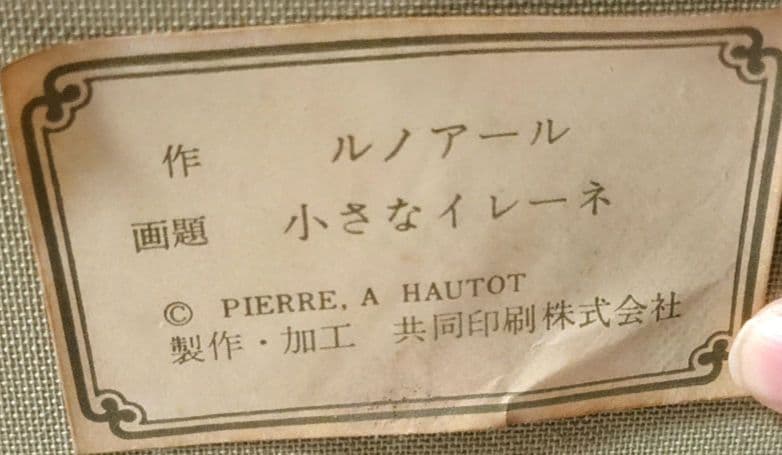 作 ルノアール
画題 小さなイレーネ
© PIERRE, A HAUTOT
製作・加工 共同印刷株式会社